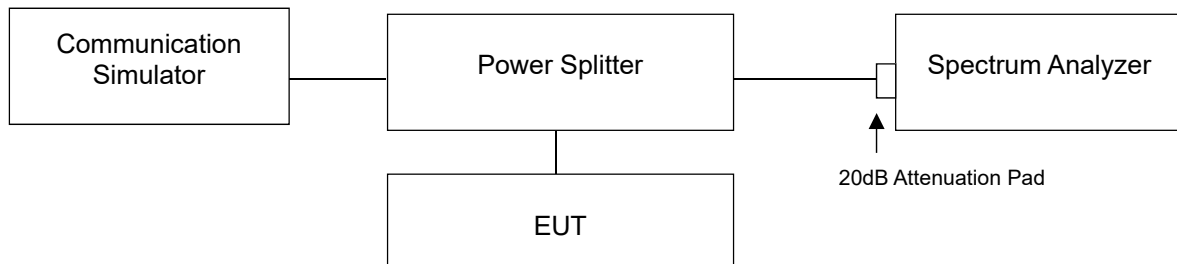 Communication
Simulator
Power Splitter
Spectrum Analyzer
20dB Attenuation Pad
EUT